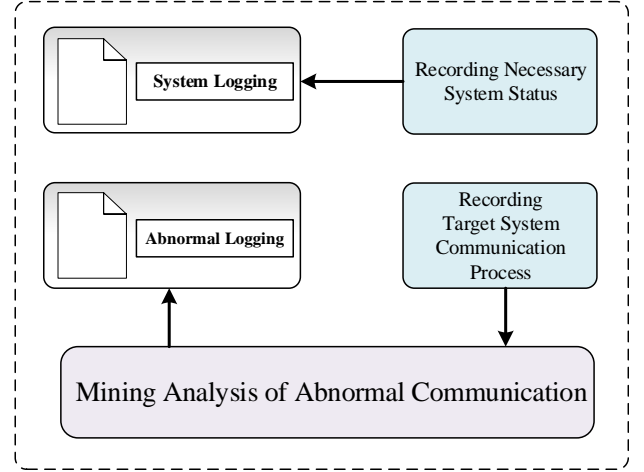 System Logging
Recording Necessary
System Status
Abnormal Logging
Recording
Target System
Communication
Process
Mining Analysis of Abnormal Communication